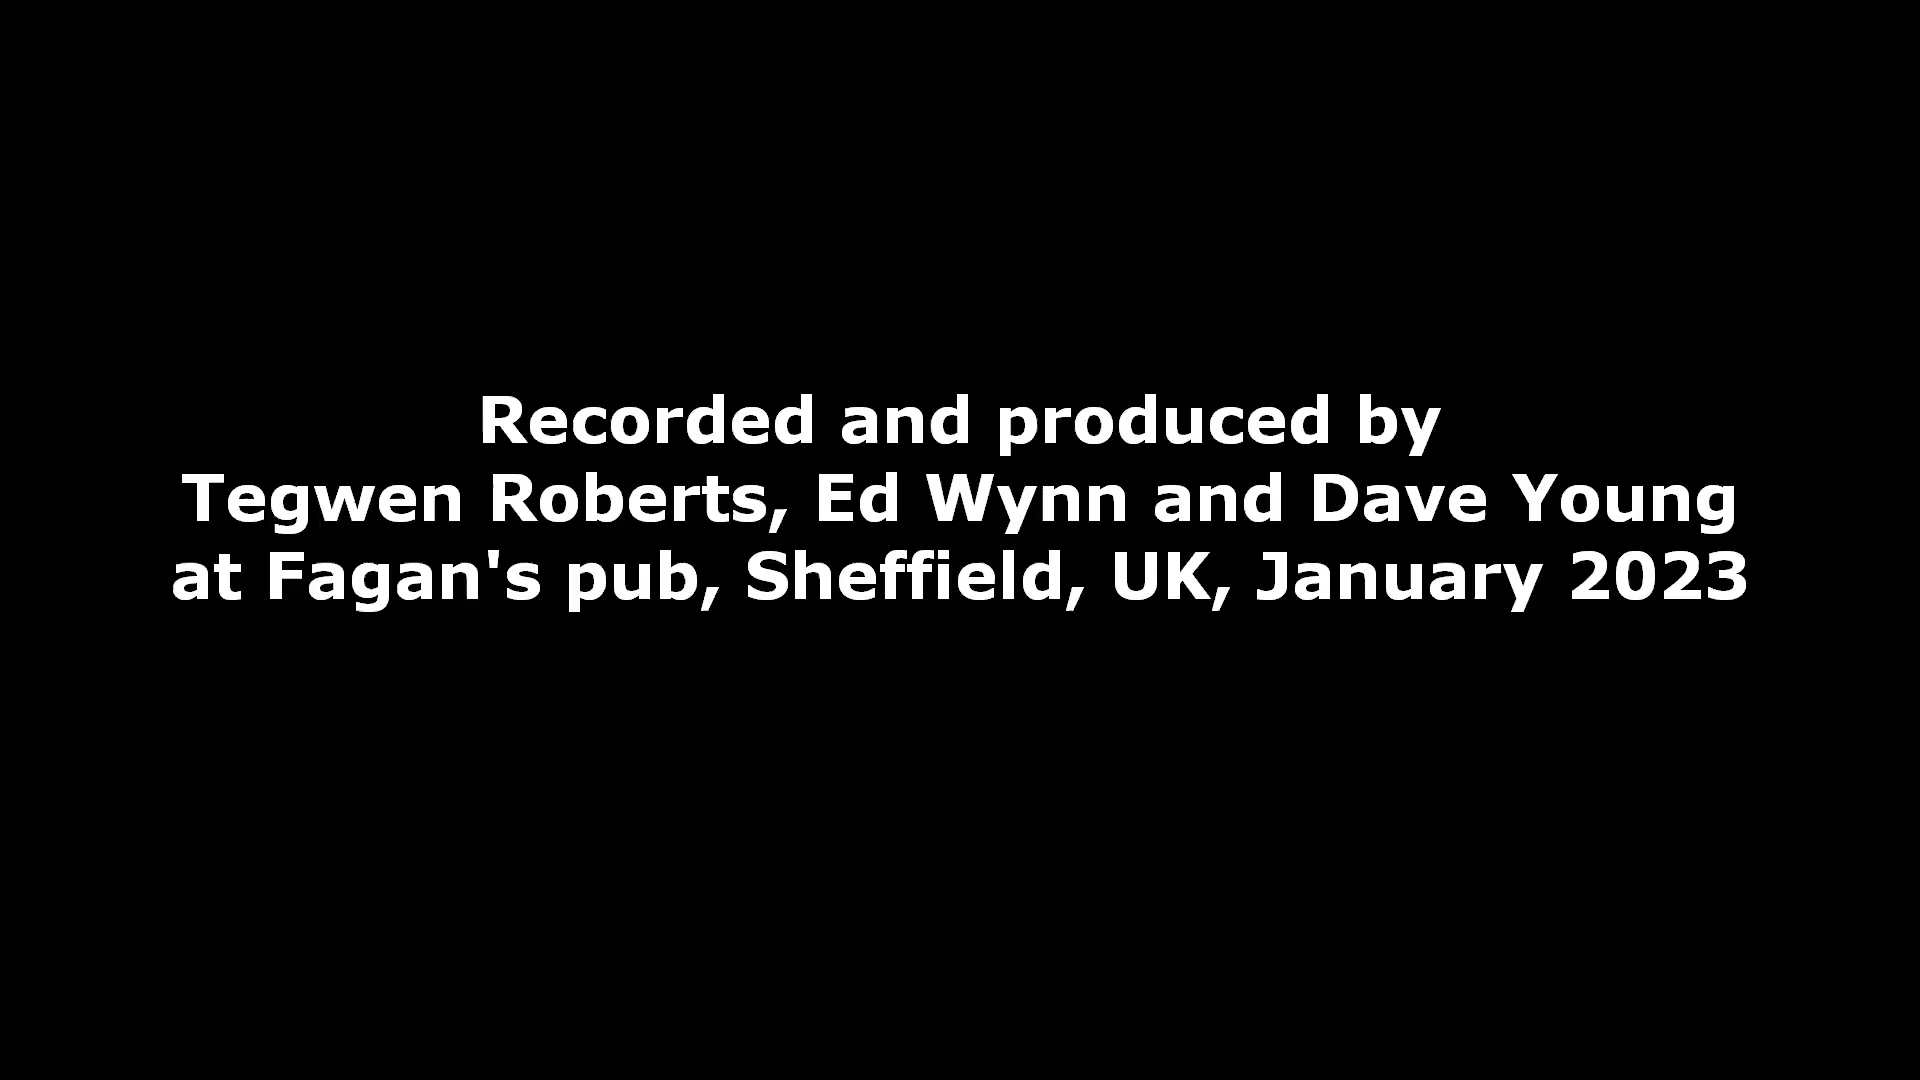 Recorded and produced by
Tegwen Roberts, Ed Wynn and Dave Young
at Fagan's pub, Sheffield, UK, January 2023